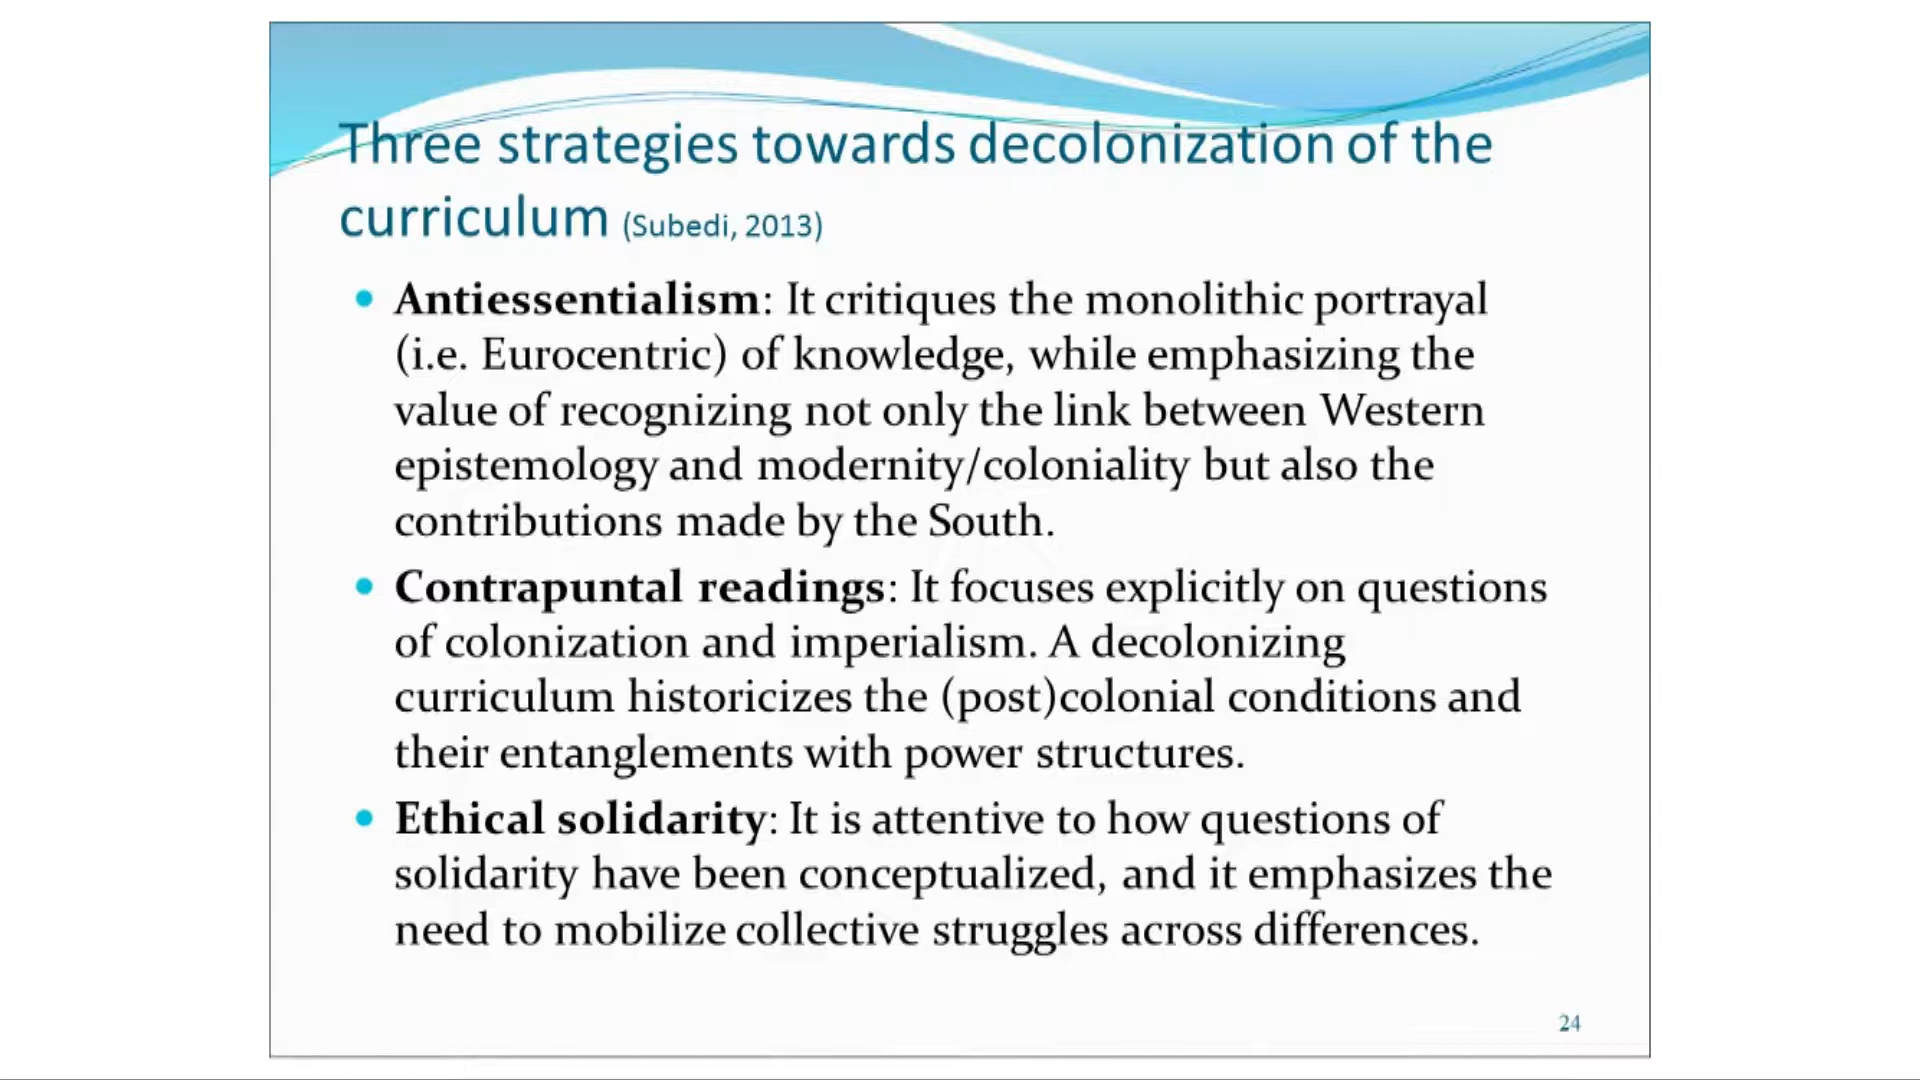 Three strategies towards decolonization of the
curriculum (Subedi, 2013)
• Antiessentialism: It critiques the monolithic portrayal
(i.e. Eurocentric) of knowledge, while emphasizing the
value of recognizing not only the link between Western
epistemology and modernity/coloniality but also the
contributions made by the South.
• Contrapuntal readings: It focuses explicitly on questions
of colonization and imperialism. A decolonizing
curriculum historicizes the (post)colonial conditions and
their entanglements with power structures.
• Ethical solidarity: It is attentive to how questions of
solidarity have been conceptualized, and it emphasizes the
need to mobilize collective struggles across differences.
24